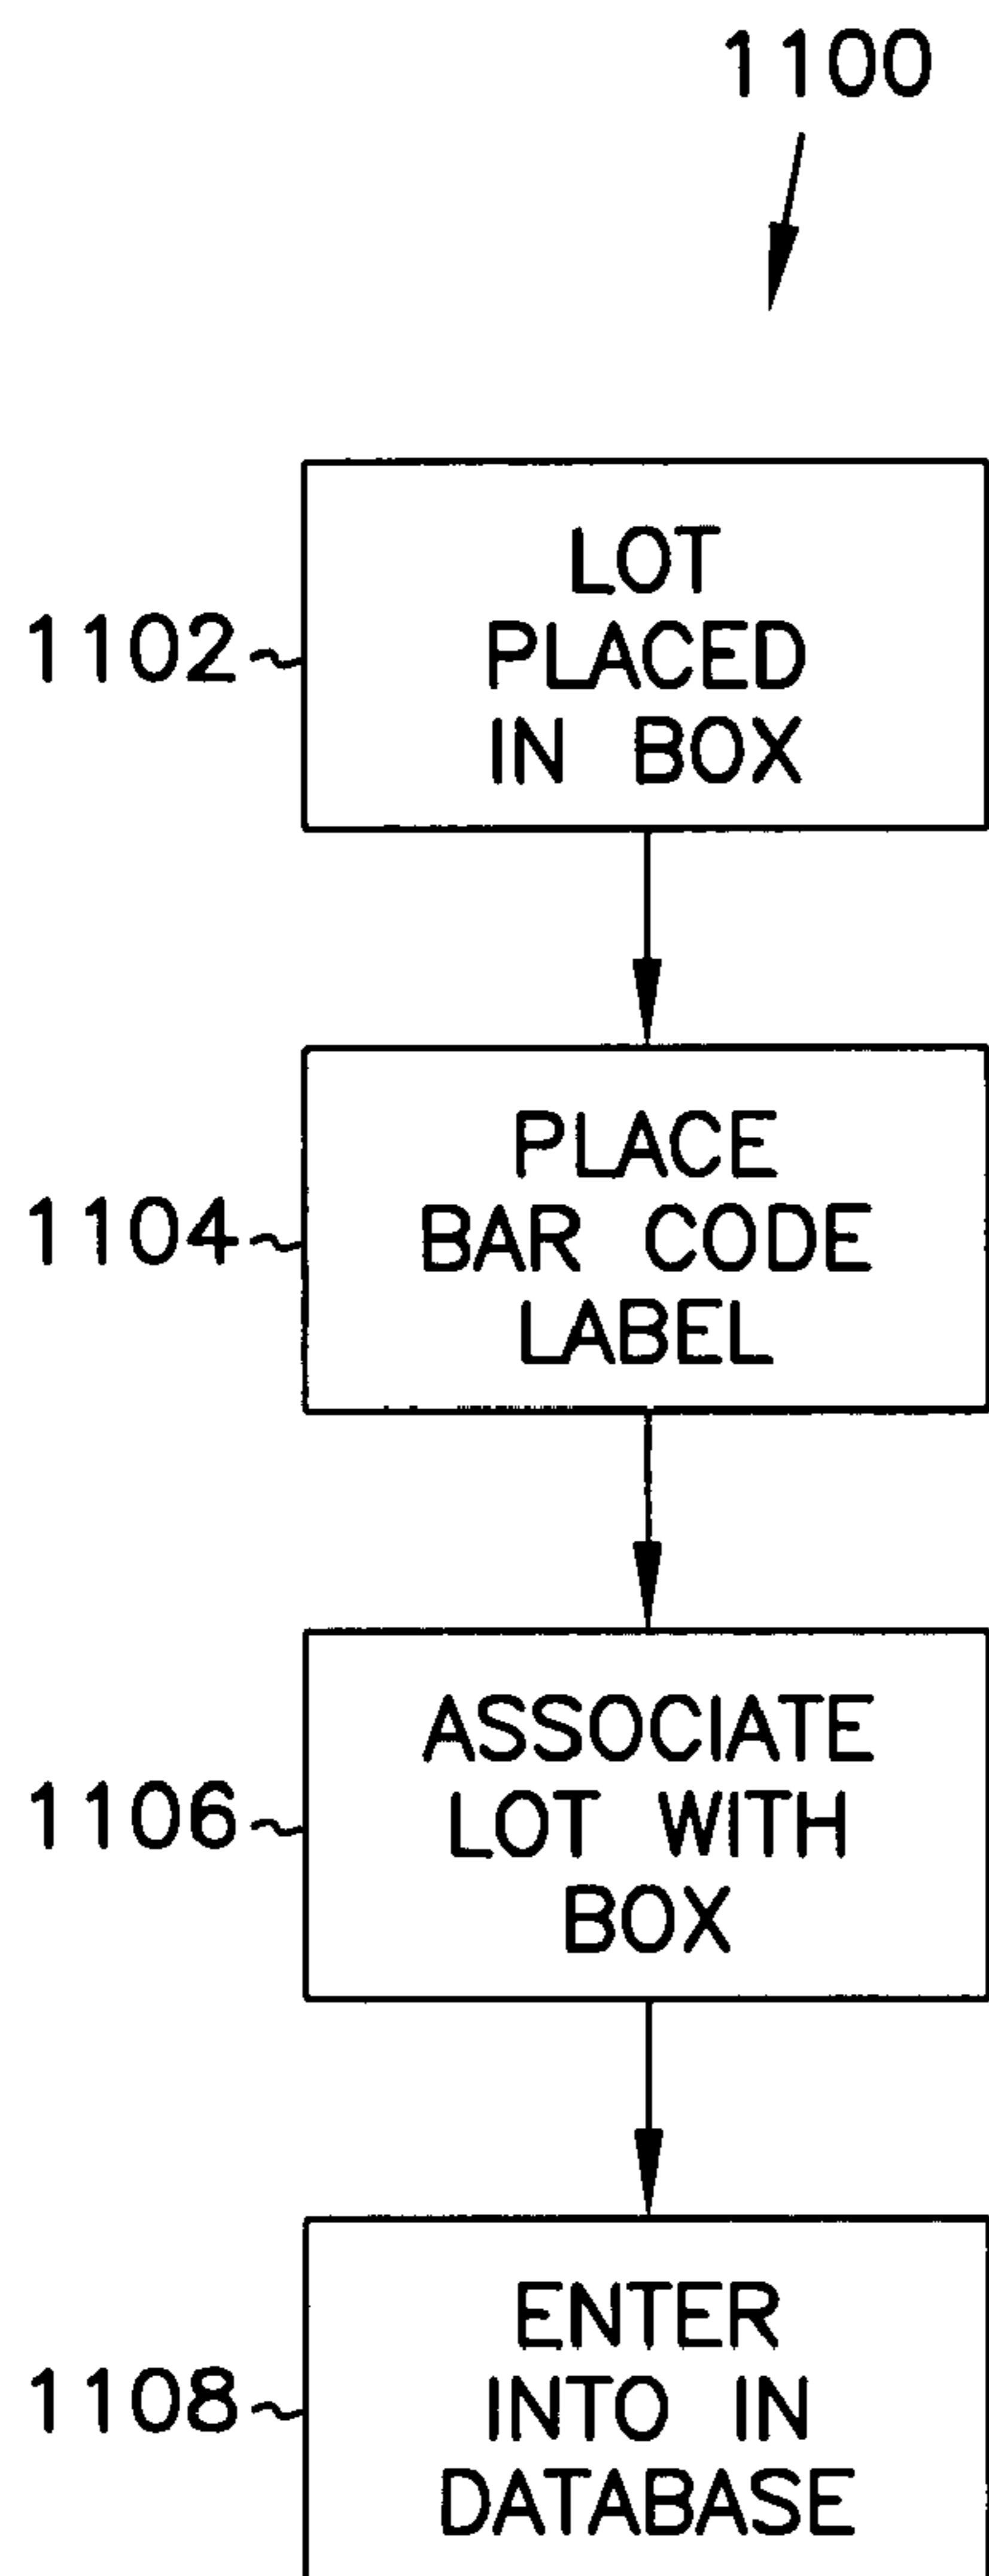 1100
LOT
PLACED
1102
IN BOX
PLACE
1104
BAR CODE
LABEL
ASSOCIATE
1106
LOT WITH
BOX
ENTER
1108
INTO IN
DATABASE